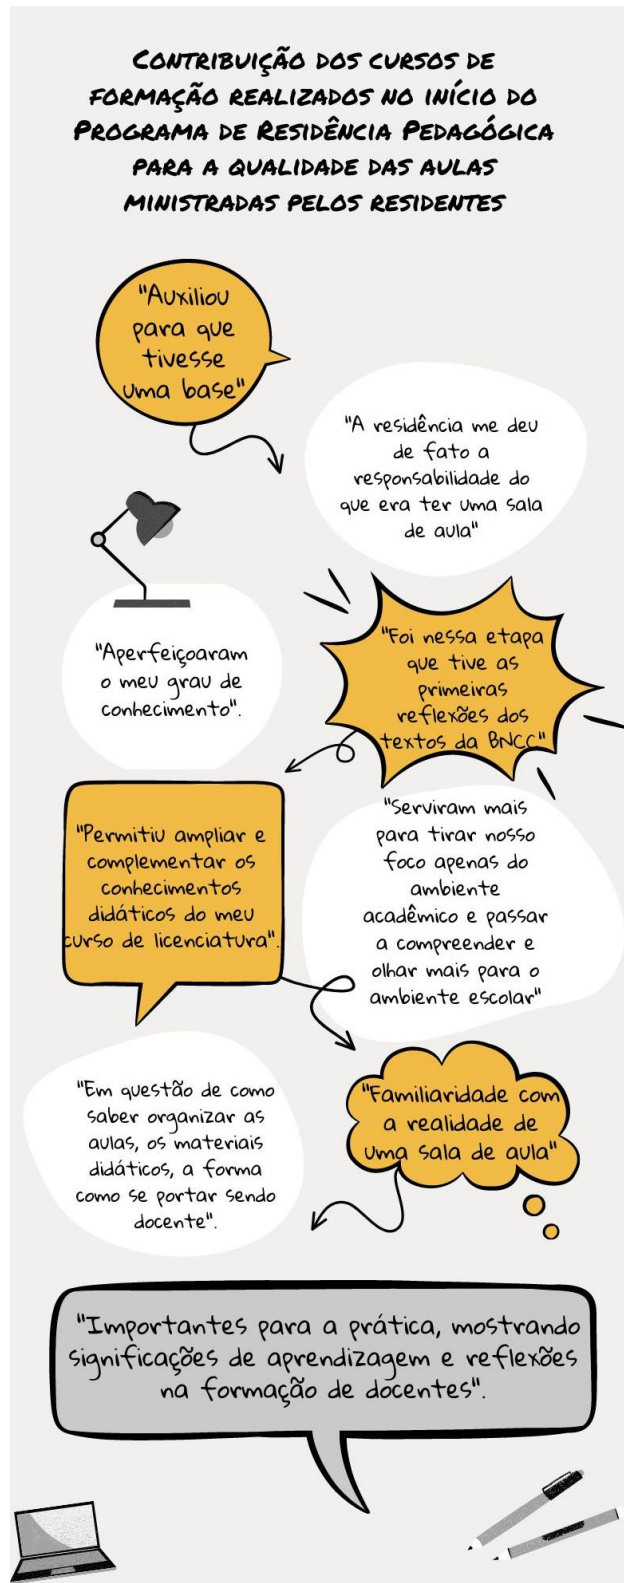 CONTRIBUIÇÃO DOS CURSOS DE
FORMAÇÃO REALIZADOS NO INÍCIO DO
PROGRAMA DE RESIDÊNCIA PEDAGÓGICA
PARA A QUALIDADE DAS AULAS
MINISTRADAS PELOS RESIDENTES
"Auxiliou
para que
tivesse
uma base"
"A residência me deu
de fato a
responsabilidade do
que era ter uma sala
de aula"
"Aperfeiçoaram
o meu grau de
conhecimento".
"Foi nessa etapa
que tive as
primeiras
reflexões dos
textos da BNCC"
"Permitiu ampliar e
complementar os
conhecimentos
didáticos do meu
curso de licenciatura".
"Serviram mais
para tirar nosso
foco apenas do
ambiente
acadêmico e passar
a compreender e
olhar mais para o
ambiente escolar"
"Em questão de como
saber organizar as
aulas, os materiais
didáticos, a forma
como se portar sendo
docente".
"Familiaridade com
a realidade de
uma sala de aula"
"Importantes para a prática, mostrando
significações de aprendizagem e reflexões
na formação de docentes".